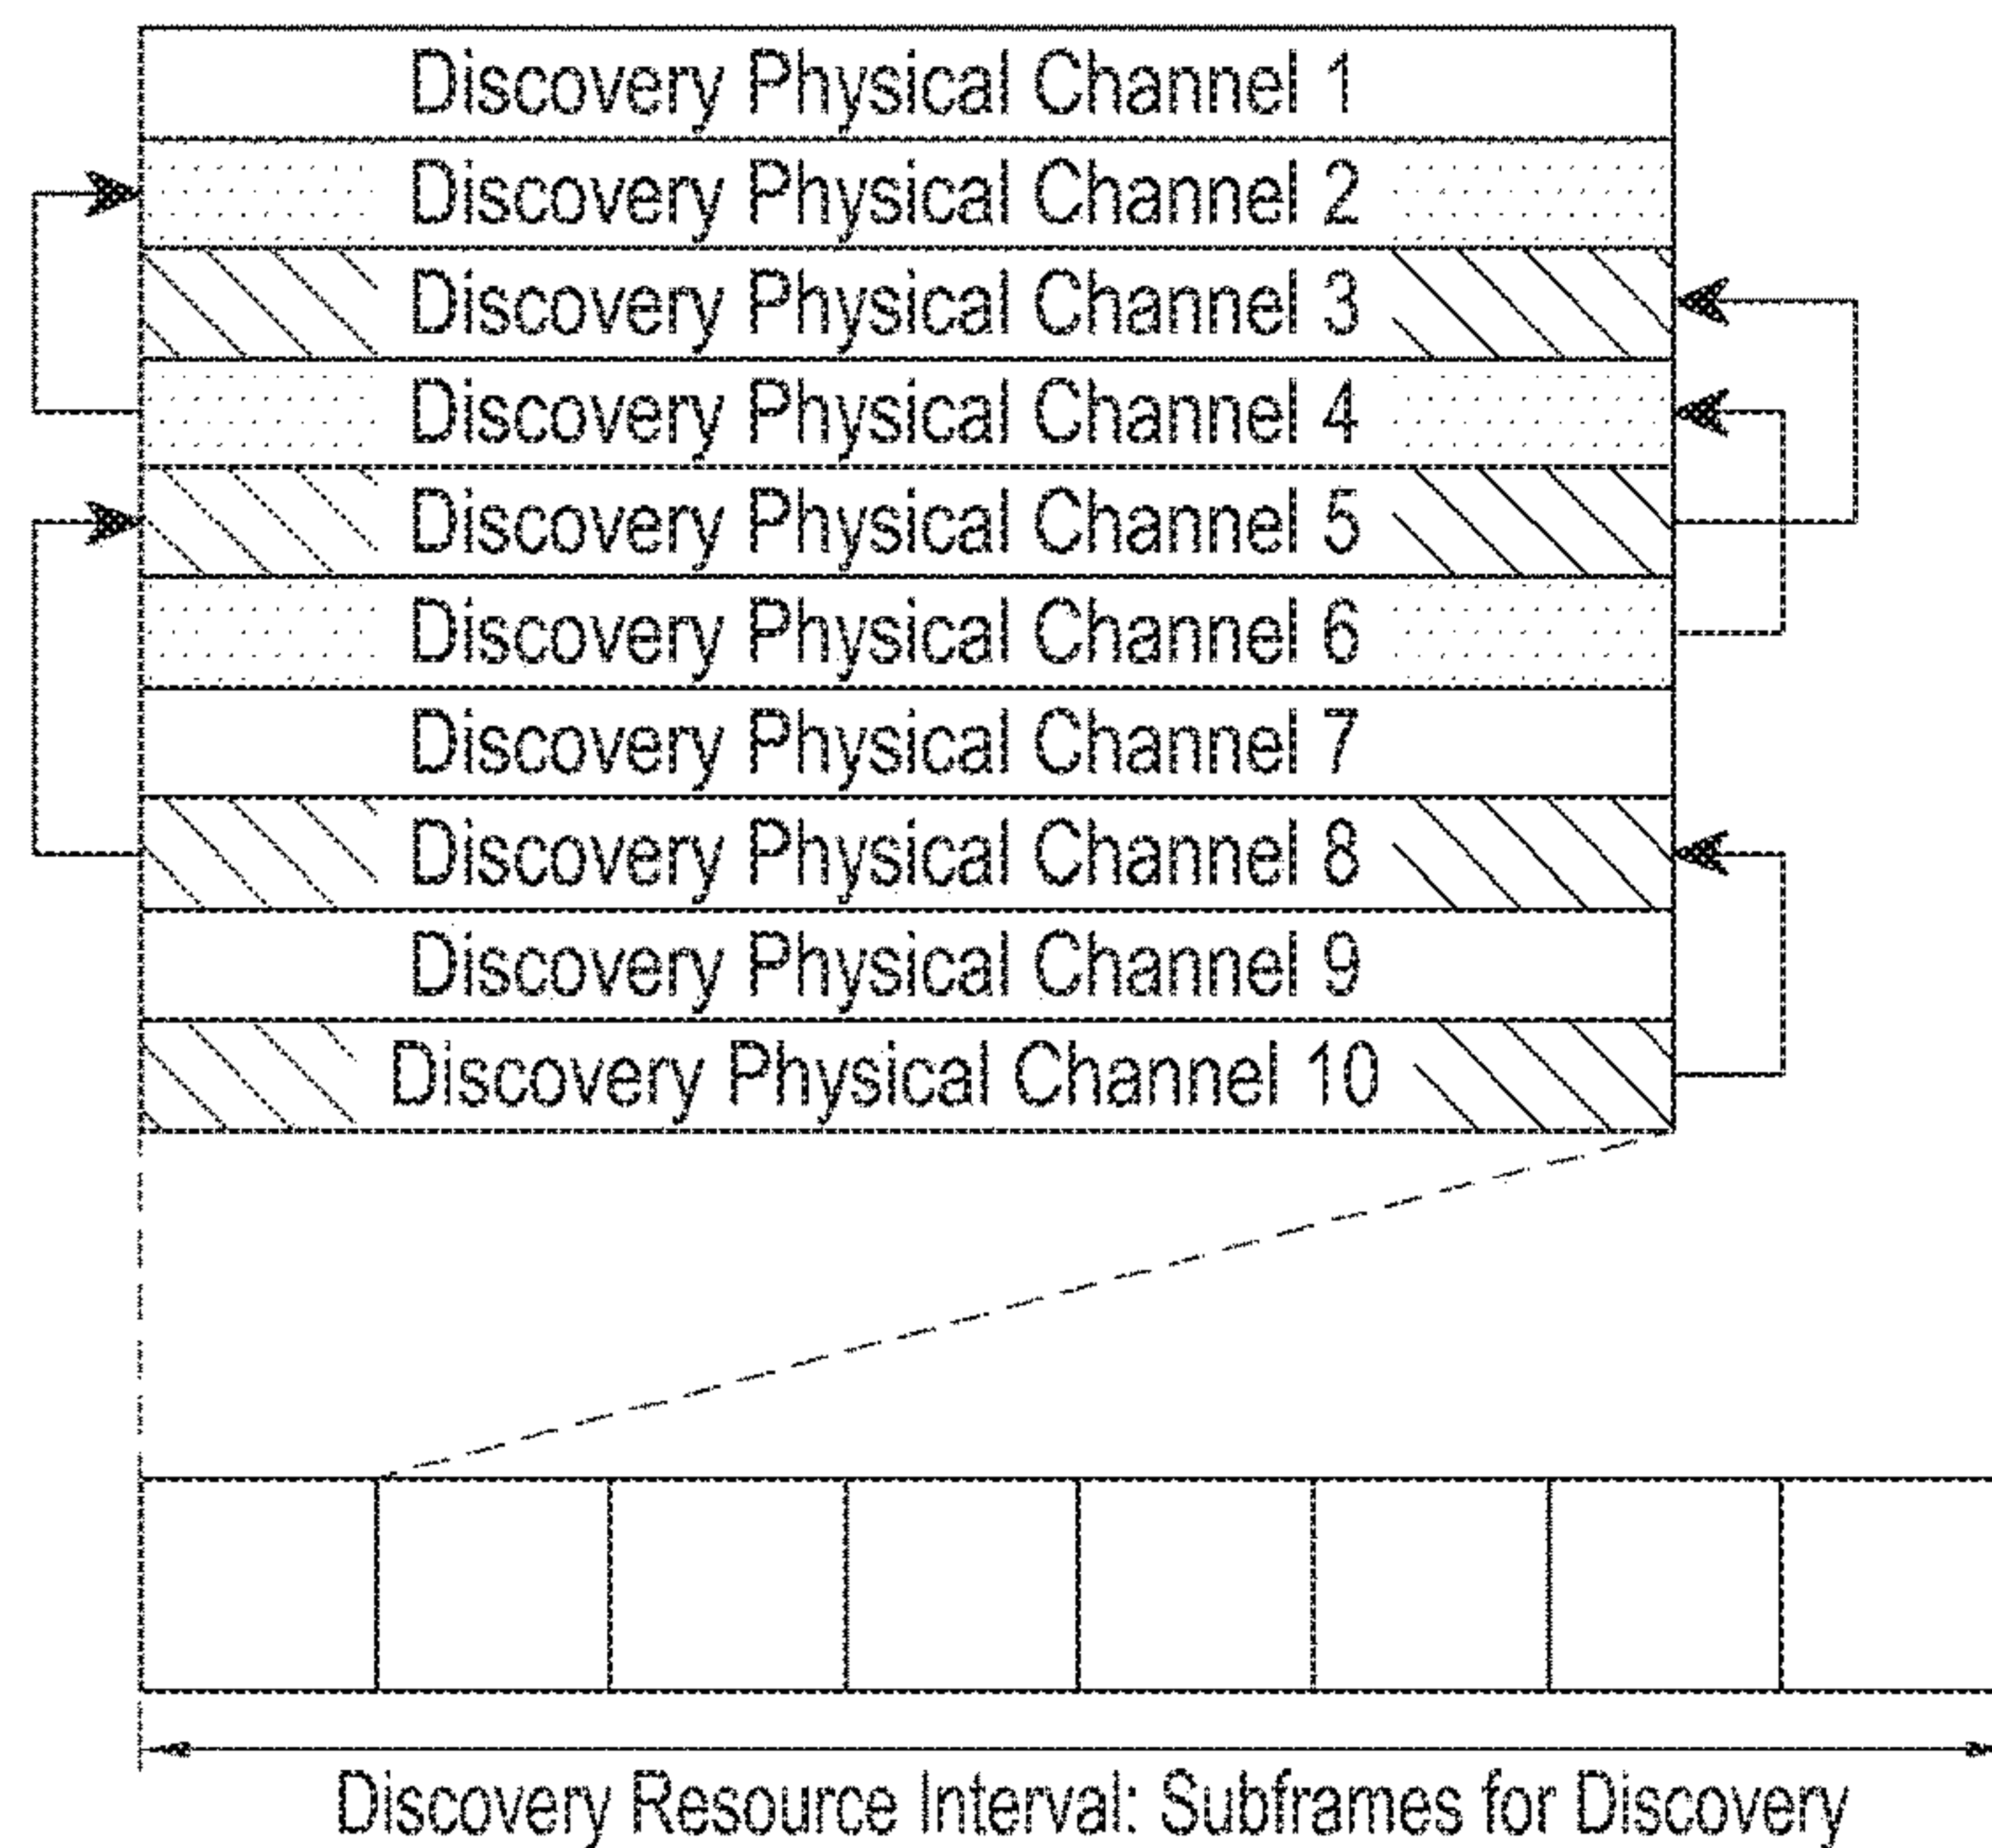 Discovery Physical Channel 1
Discovery Physical Channel 2
Discovery Physical Channel 3
Discovery Physical Channel 4
Discovery Physical Channel 5
Discovery Physical Channel 6
Discovery Physical Channel 7
Discovery Physical Channel 8
Discovery Physical Channel 9
Discovery Physical Channel 10
Discovery Resource Interval: Subframes for Discovery